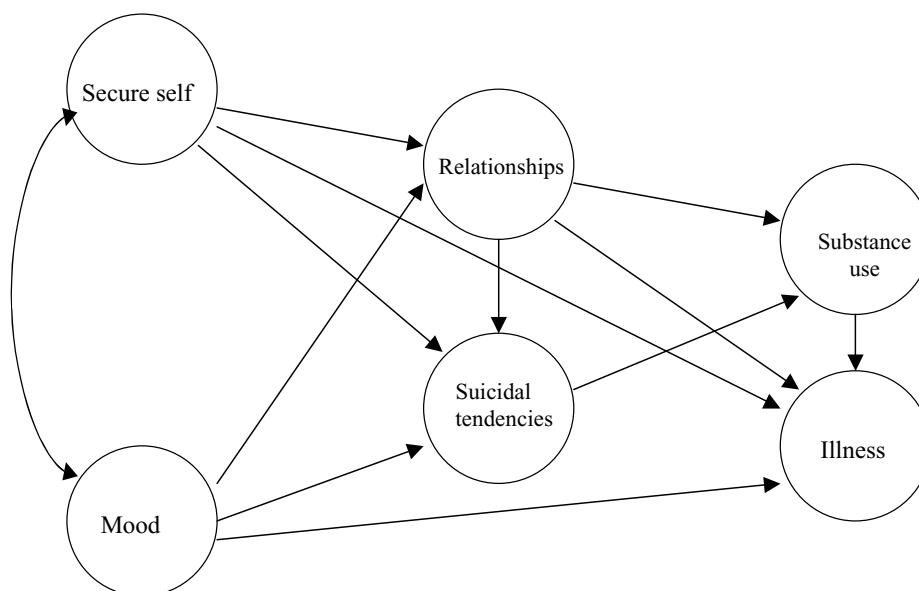 Secure self
Relationships
Substance
use
Suicidal
tendencies
Illness
Mood